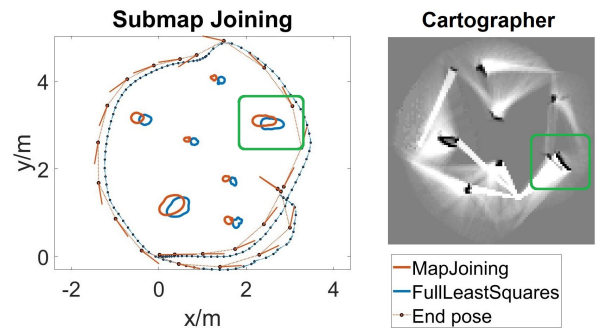 Submap Joining
Cartographer
y/m
4
2
0
-2
0
2
4
x/m
MapJoining
FullLeastSquares
End pose